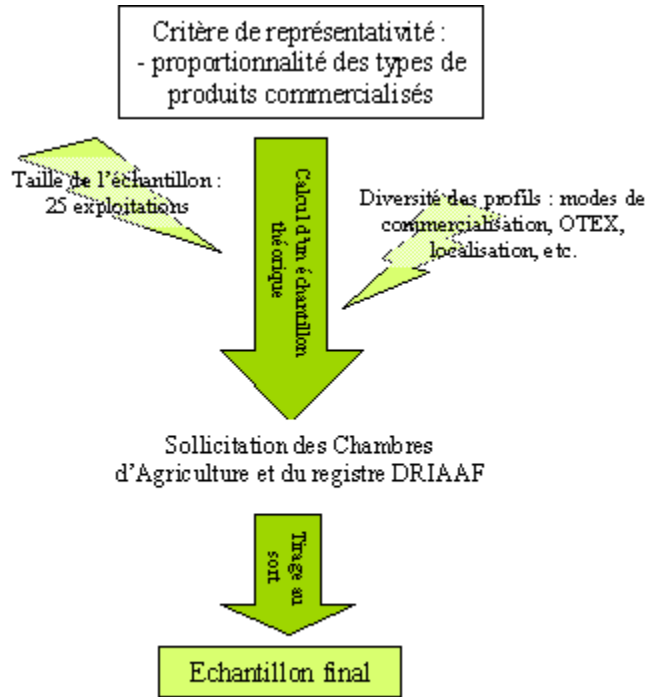 Critère de représentativité :
- proportionnalité des types de
produits commercialisés
Taille de l'échantillon :
25 exploitations
Calcul d'un échantillon
théorique
Diversité des profils : modes de
commercialisation, OTEX,
localisation, etc.
Sollicitation des Chambres
d'Agriculture et du registre DRIAAF
Tirage au
sort
Echantillon final